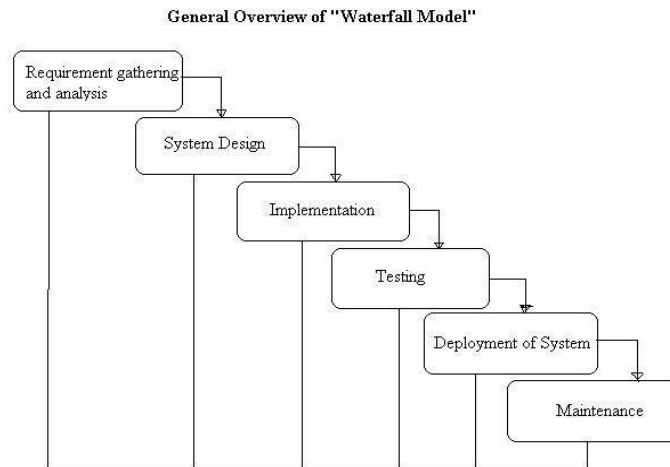 General Overview of "Waterfall Model"
Requirement gathering
and analysis
System Design
Implementation
Testing
Deployment of System
Maintenance